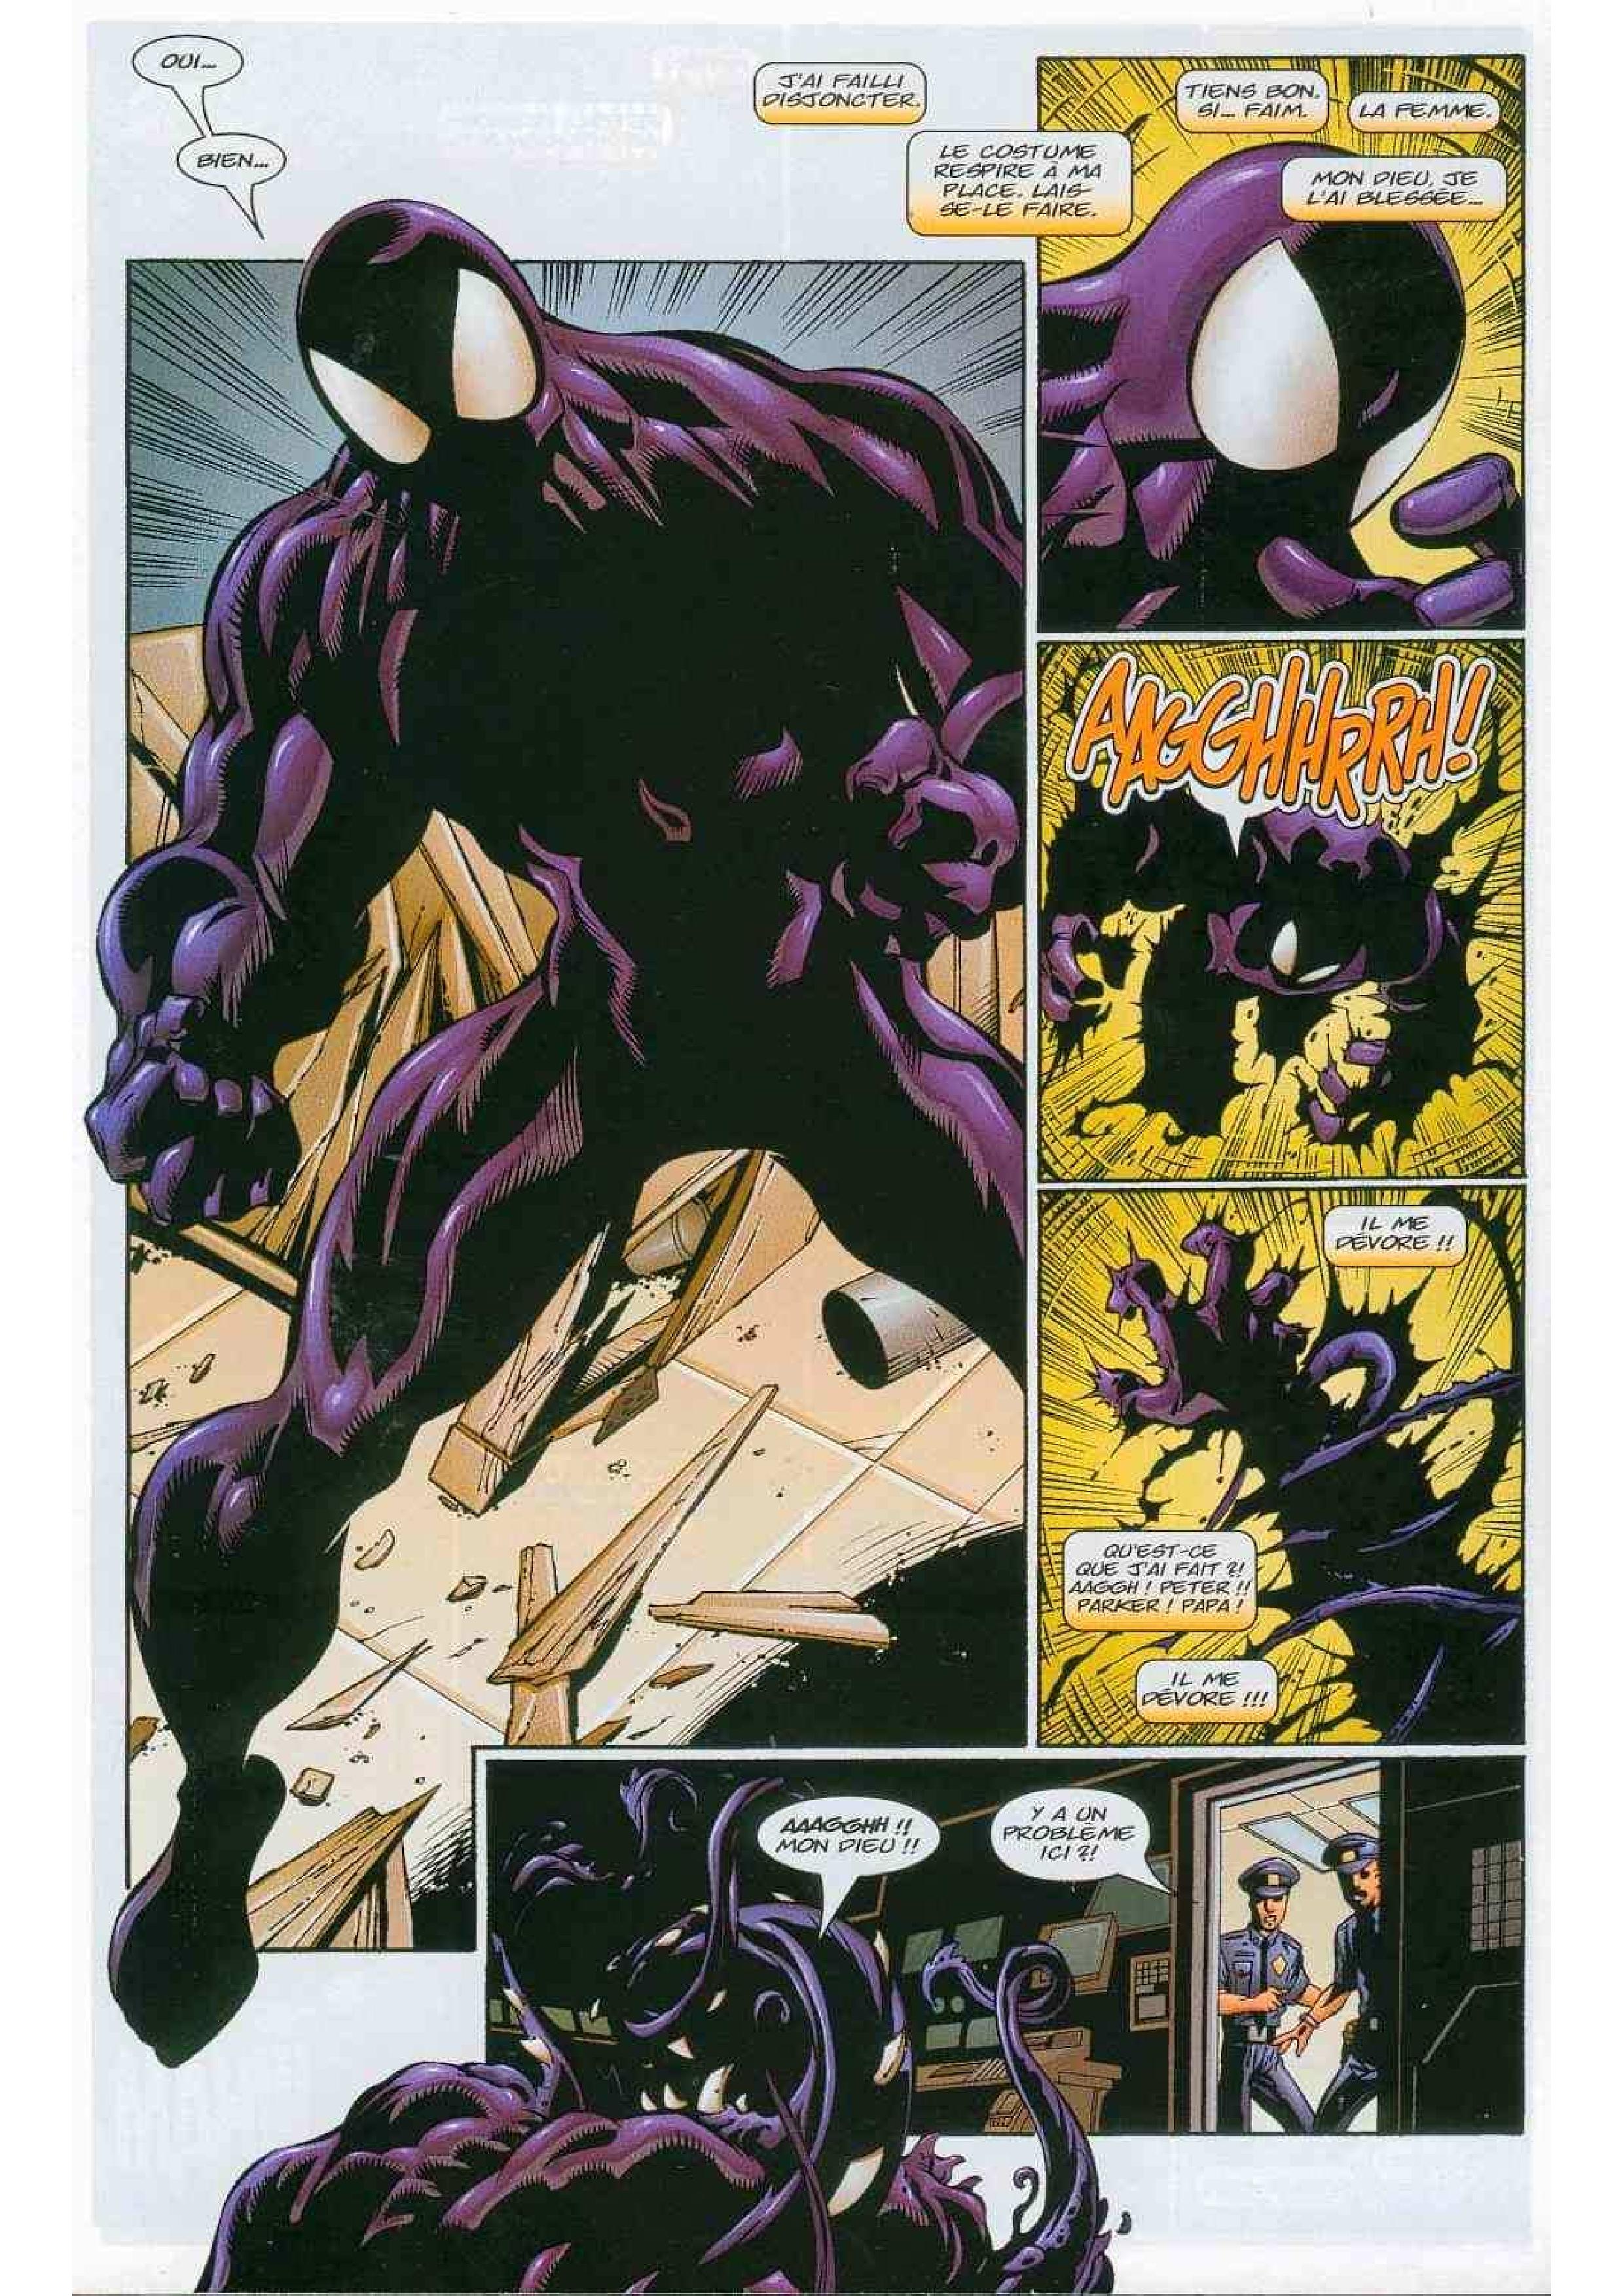 OUI...
BIEN...
J'AI FAILLI
DISJONCTER.
LE COSTUME
RESPIRE À MA
PLACE. LAIS-
SE-LE FAIRE.
TIENS BON.
SI... FAIM.
LA FEMME.
MON DIEU, JE
L'AI BLESSÉE...
AAGGHHRRH!
IL ME
DÉVORE !!
QU'EST-CE
QUE J'AI FAIT ?!
AAGGH ! PETER !!
PARKER ! PAPA !
IL ME
DÉVORE !!!
AAAGGHH !!
MON DIEU !!
Y A UN
PROBLÈME
ICI ?!